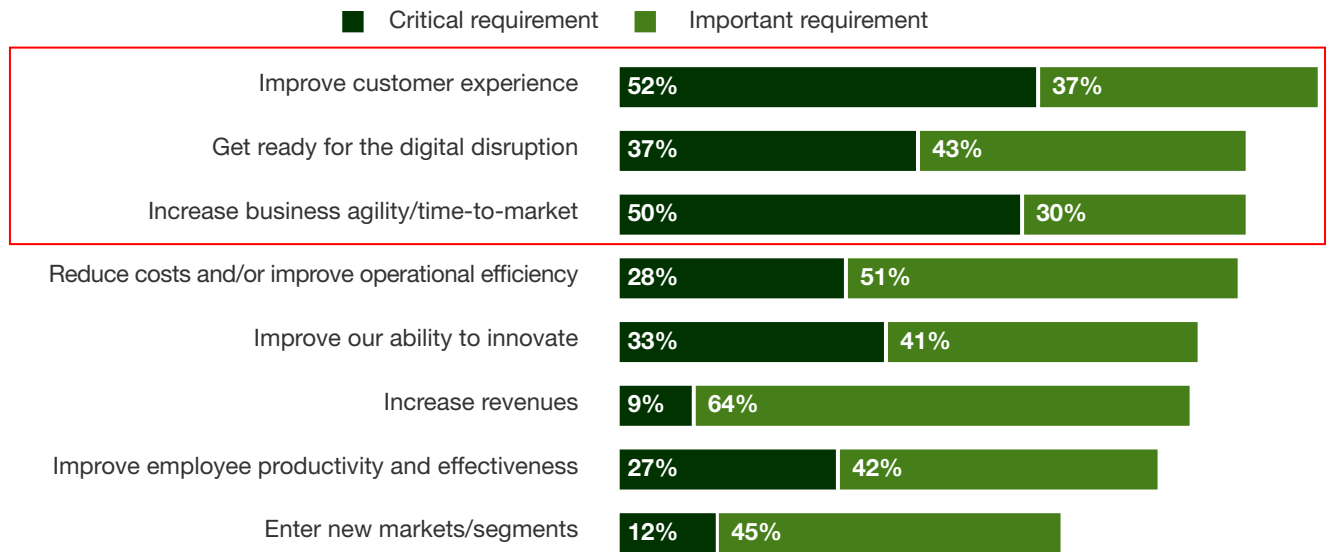 Critical requirement Important requirement
Improve customer experience 52% 37%
Get ready for the digital disruption 37% 43%
Increase business agility/time-to-market 50% 30%
Reduce costs and/or improve operational efficiency 28% 51%
Improve our ability to innovate 33% 41%
Increase revenues 9% 64%
Improve employee productivity and effectiveness 27% 42%
Enter new markets/segments 12% 45%